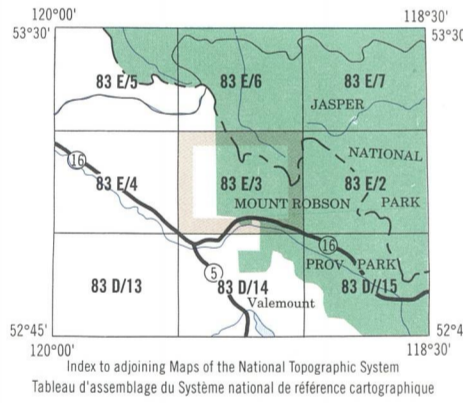 120°00' 118°30'
53°30' 53°30
83 E/5 83 E/6 83 E/7
JASPER
16 NATIONAL
83 E/4 83 E/3 83 E/2
MOUNT ROBSON PARK
16
5 PROV PARK
83 D/13 83 D/14 83 D//15
Valemount
52°45' 52°4
120°00' 118°30'
Index to adjoining Maps of the National Topographic System
Tableau d'assemblage du Système national de référence cartographique